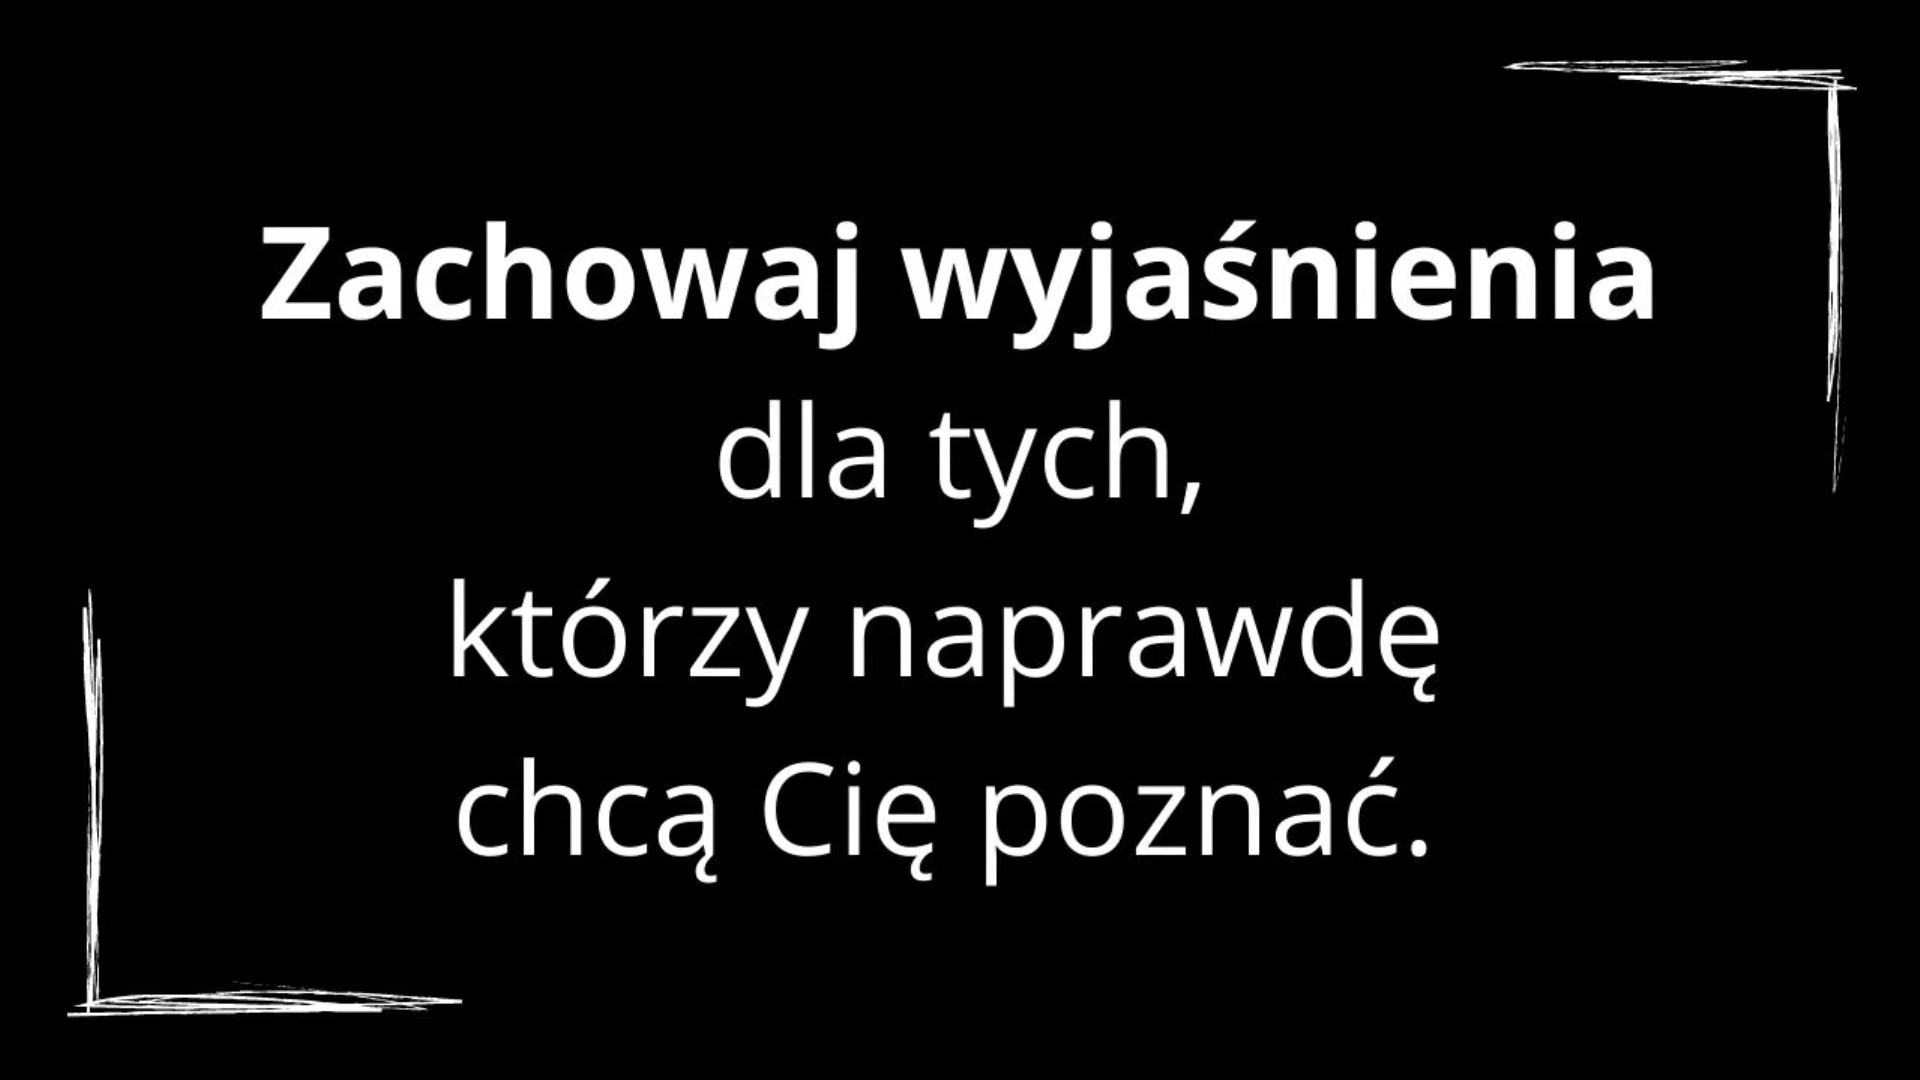 Zachowaj wyjaśnienia
dla tych,
którzy naprawdę
chcą Cię poznać.